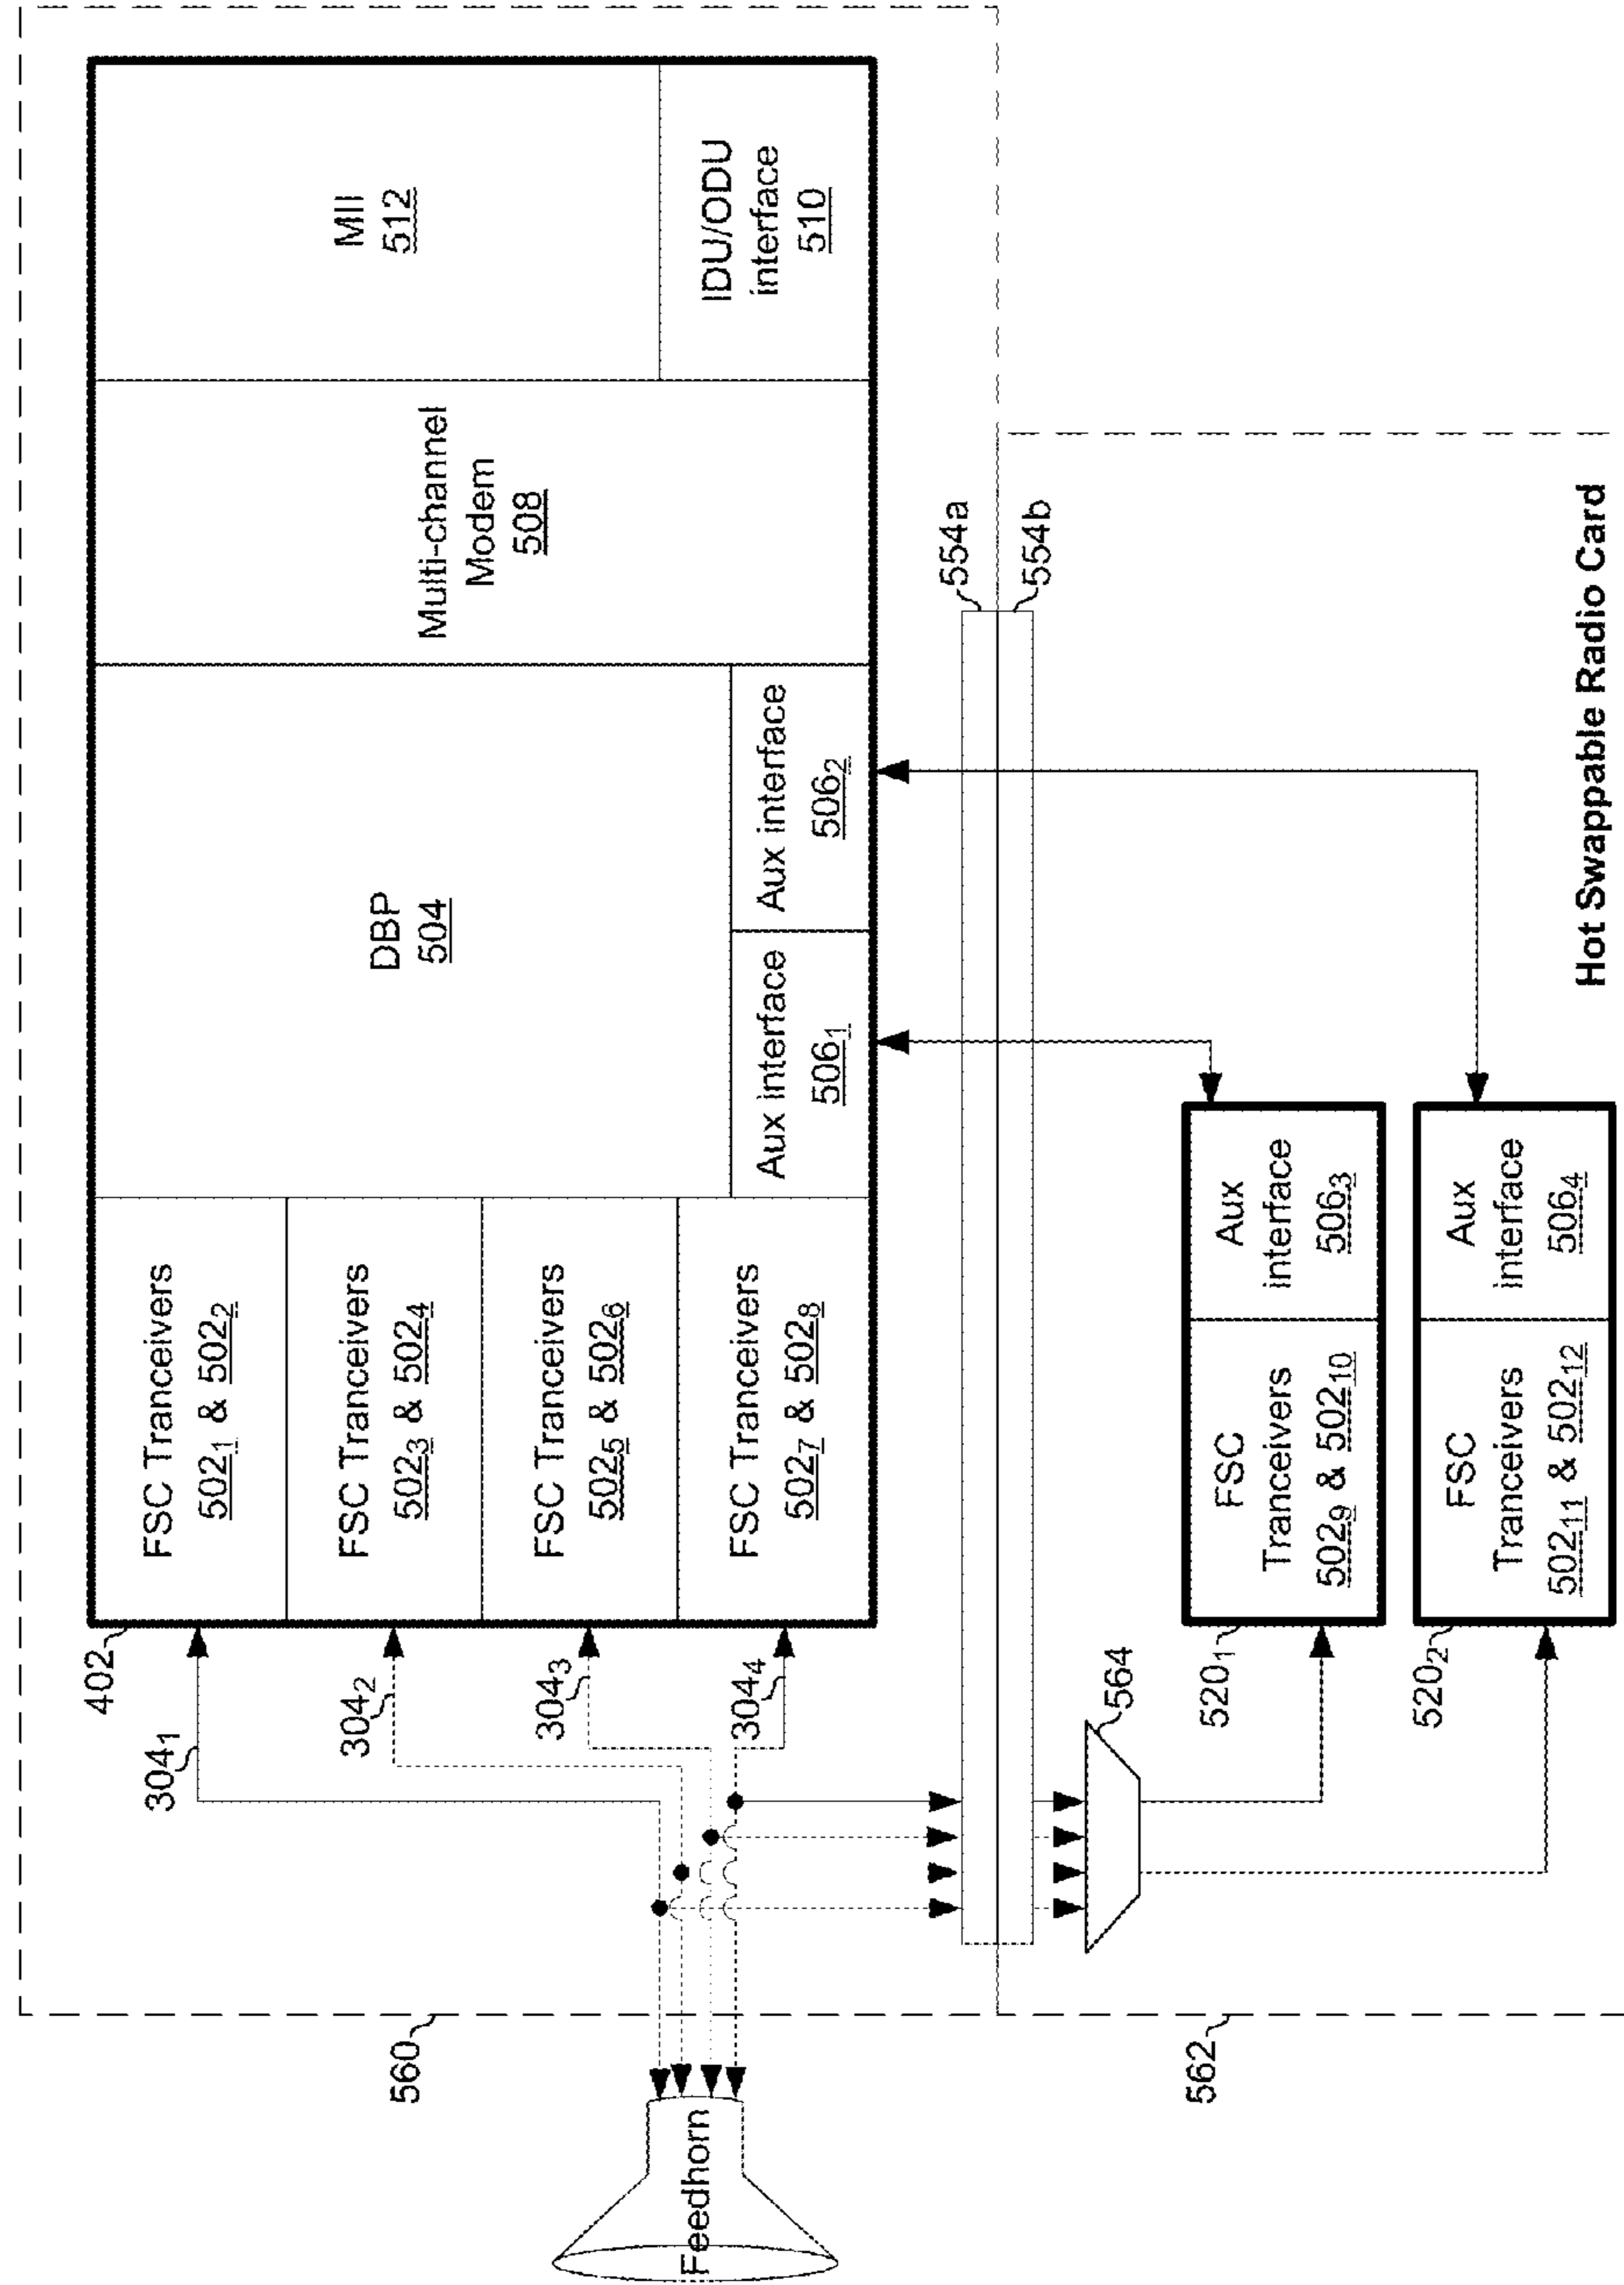 402
304₁
304₂
304₃
304₄
FSC Tranceivers
502₁ & 502₂
FSC Tranceivers
502₃ & 502₄
FSC Tranceivers
502₅ & 502₆
FSC Tranceivers
502₇ & 502₈
DBP
504
Aux interface
506₁
Aux interface
506₂
Multi-channel
Modem
508
MII
512
IDU/ODU
interface
510
560
Feedhorn
554a
554b
562
564
520₁
FSC
Tranceivers
502₉ & 502₁₀
Aux
interface
506₃
520₂
FSC
Tranceivers
502₁₁ & 502₁₂
Aux
interface
506₄
Hot Swappable Radio Card